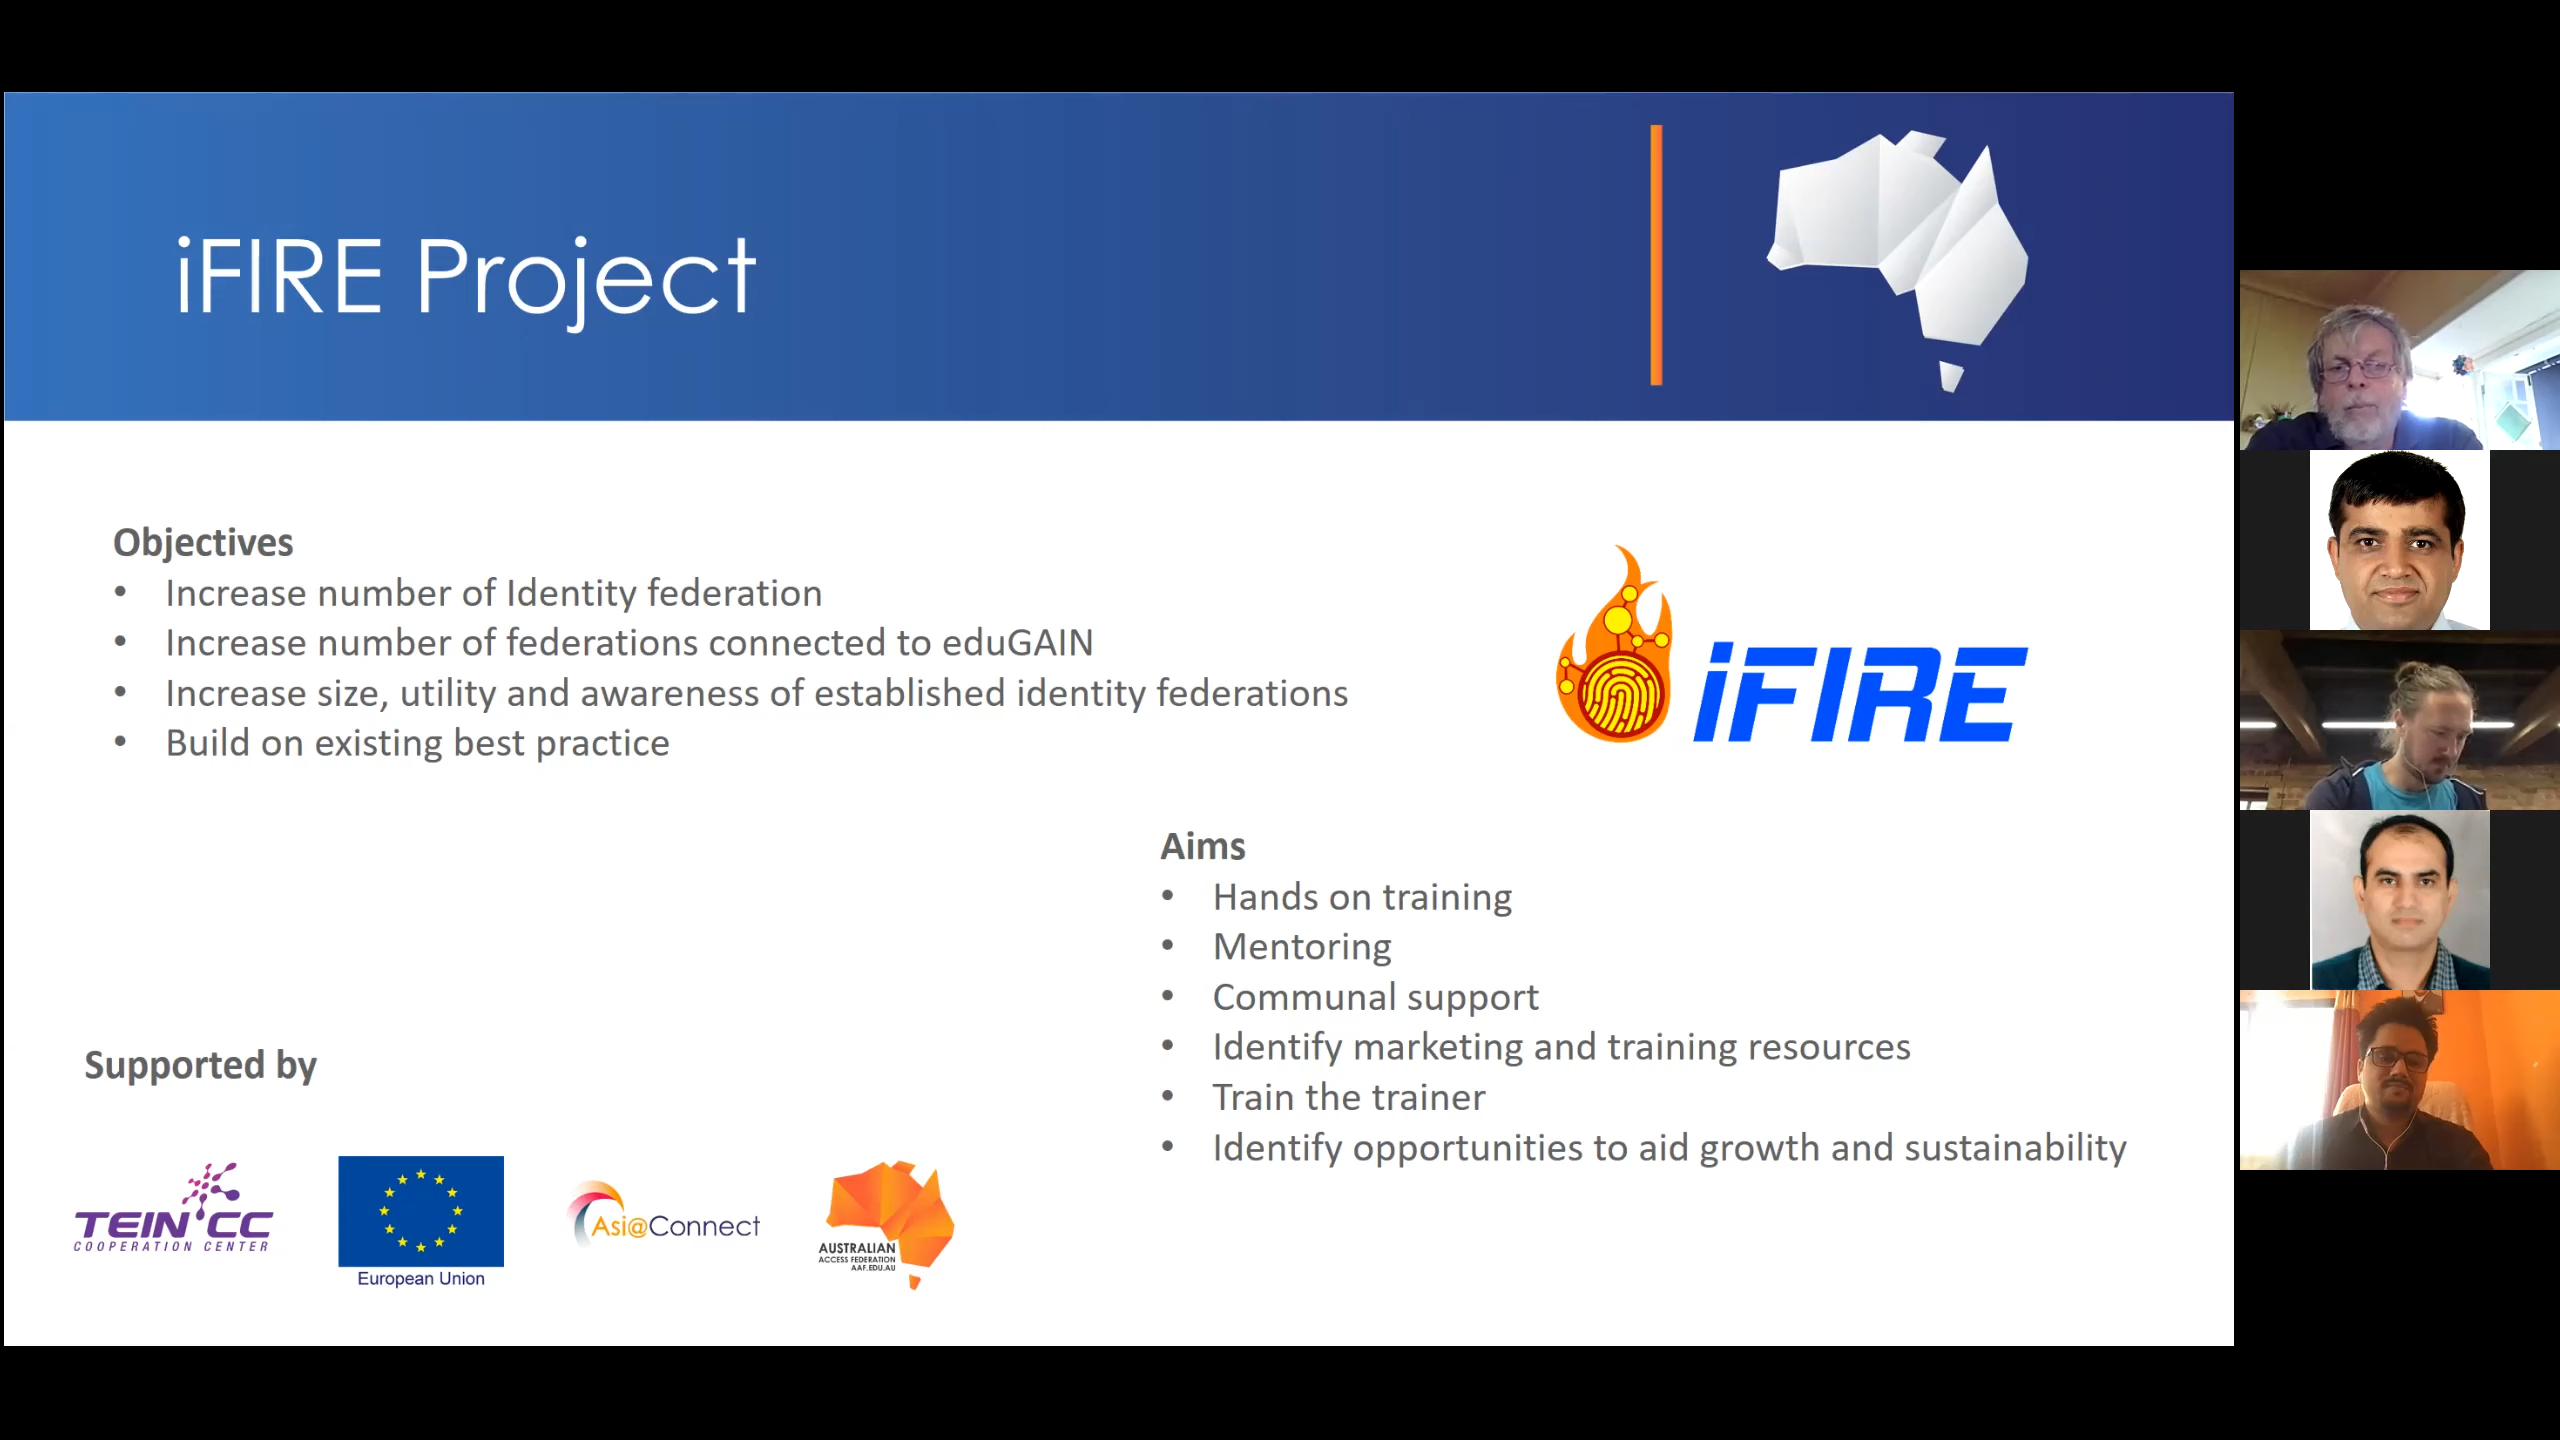 iFIRE Project
Objectives
• Increase number of Identity federation
• Increase number of federations connected to eduGAIN
• Increase size, utility and awareness of established identity federations
• Build on existing best practice
iFIRE
Aims
• Hands on training
• Mentoring
• Communal support
• Identify marketing and training resources
• Train the trainer
• Identify opportunities to aid growth and sustainability
Supported by
TEIN*CC
COOPERATION CENTER
European Union
Asi@Connect
AUSTRALIAN
ACCESS FEDERATION
AAF.EDU.AU